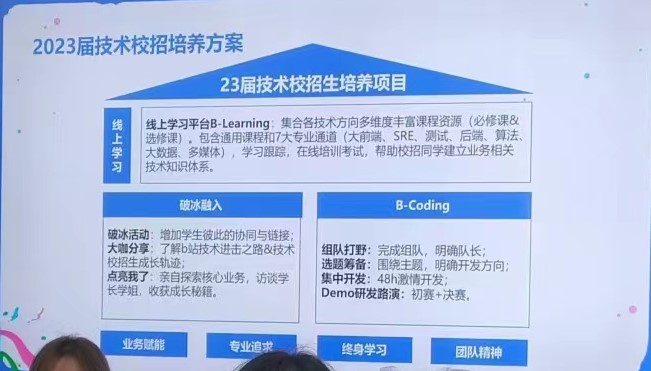 2023届技术校招培养方案
23届技术校招生培养项目
线上学习
线上学习平台B-Learning：集合各技术方向多维度丰富课程资源（必修课&
选修课）。包含通用课程和7大专业通道（大前端、SRE、测试、后端、算法、
大数据、多媒体），学习跟踪，在线培训考试，帮助校招同学建立业务相关
技术知识体系。
破冰融入
破冰活动：增加学生彼此的协同与链接；
大咖分享：了解b站技术进击之路&技术
校招生成长轨迹；
点亮我了：亲自探索核心业务，访谈学
长学姐，收获成长秘籍。
B-Coding
组队打野：完成组队，明确队长；
选题筹备：围绕主题，明确开发方向；
集中开发：48h激情开发；
Demo研发路演：初赛+决赛。
业务赋能
专业追求
终身学习
团队精神